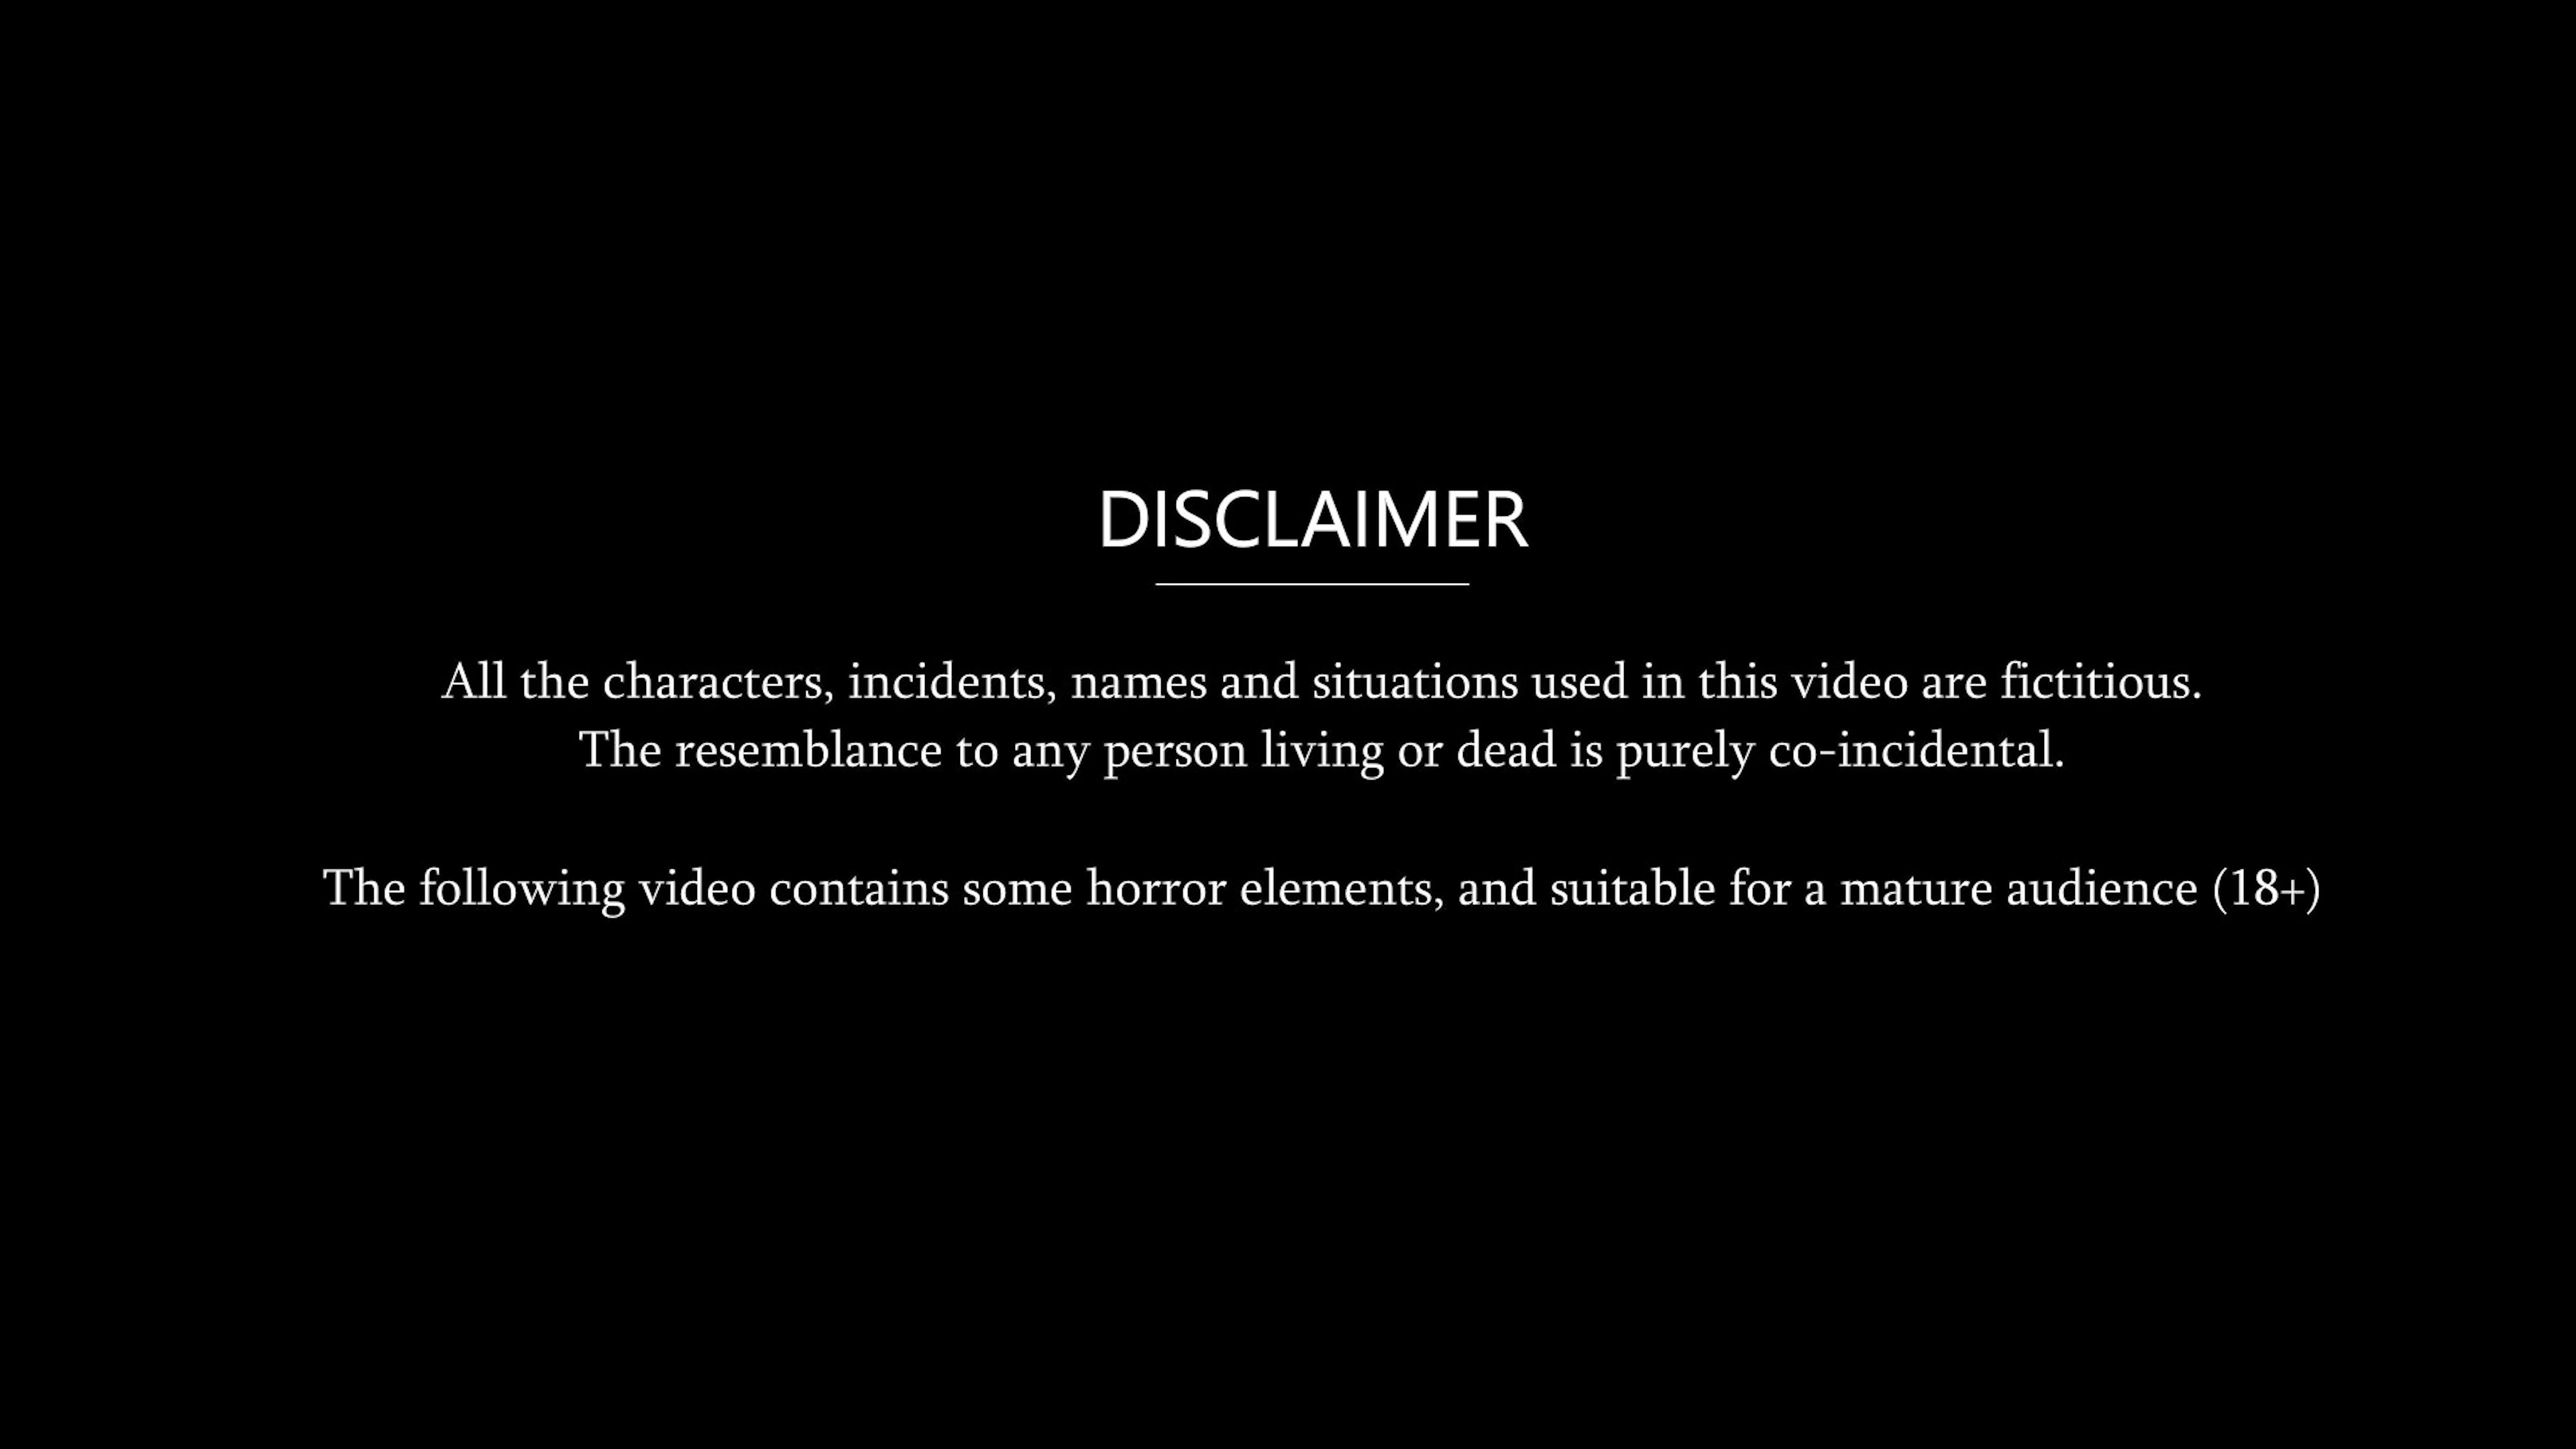 DISCLAIMER
All the characters, incidents, names and situations used in this video are fictitious.
The resemblance to any person living or dead is purely co-incidental.
The following video contains some horror elements, and suitable for a mature audience (18+)